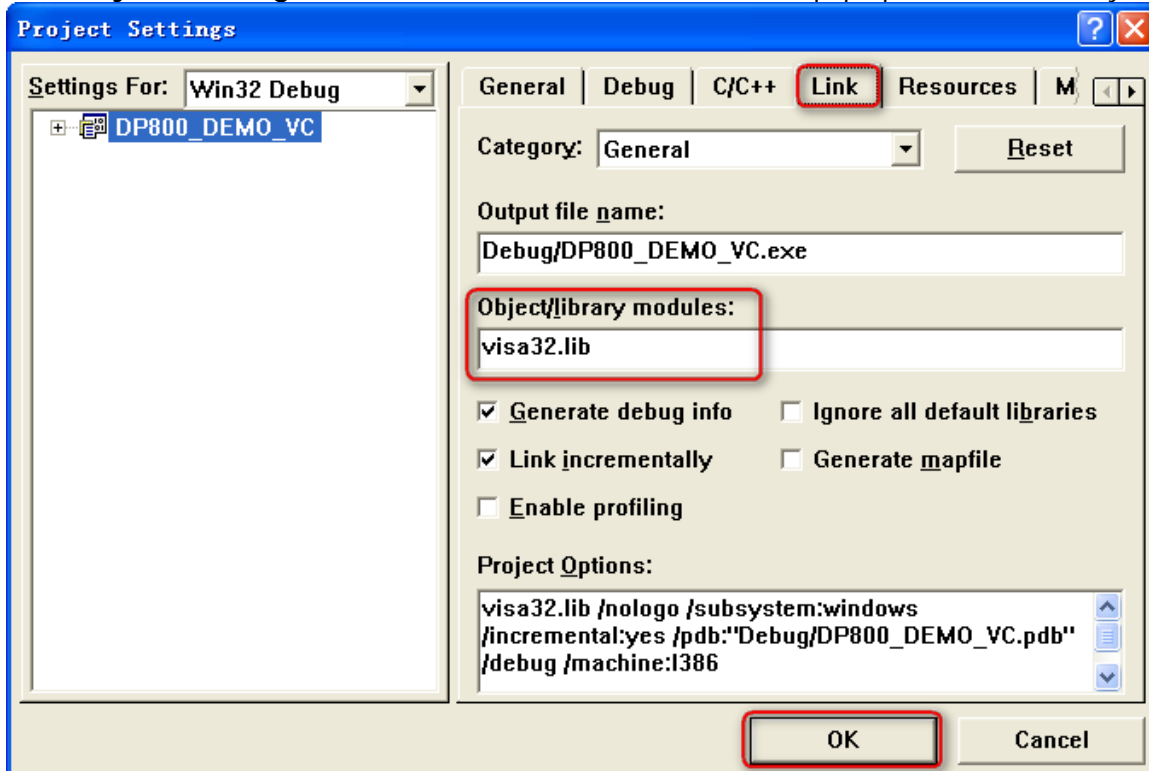 Project Settings
Settings For: Win32 Debug
DP800_DEMO_VC
General Debug C/C++ Link Resources M
Category: General Reset
Output file name:
Debug/DP800_DEMO_VC.exe
Object/library modules:
visa32.lib
Generate debug info Ignore all default libraries
Link incrementally Generate mapfile
Enable profiling
Project Options:
visa32.lib /nologo /subsystem:windows
/incremental:yes /pdb:"Debug/DP800_DEMO_VC.pdb"
/debug /machine:I386
OK Cancel